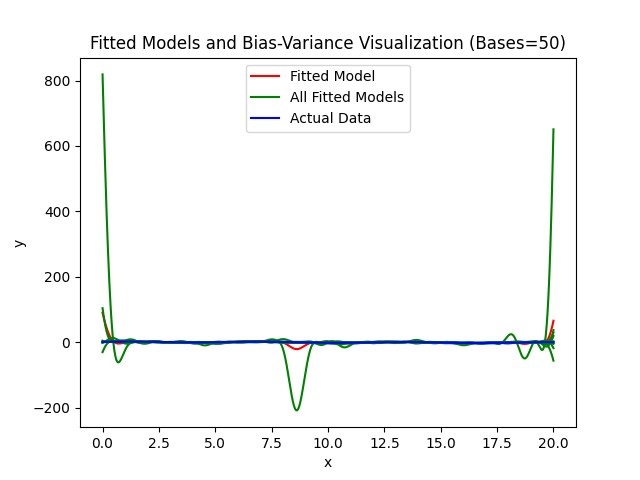 Fitted Models and Bias-Variance Visualization (Bases=50)
Fitted Model
All Fitted Models
Actual Data
800
600
400
200
0
−200
y
0.0 2.5 5.0 7.5 10.0 12.5 15.0 17.5 20.0
x